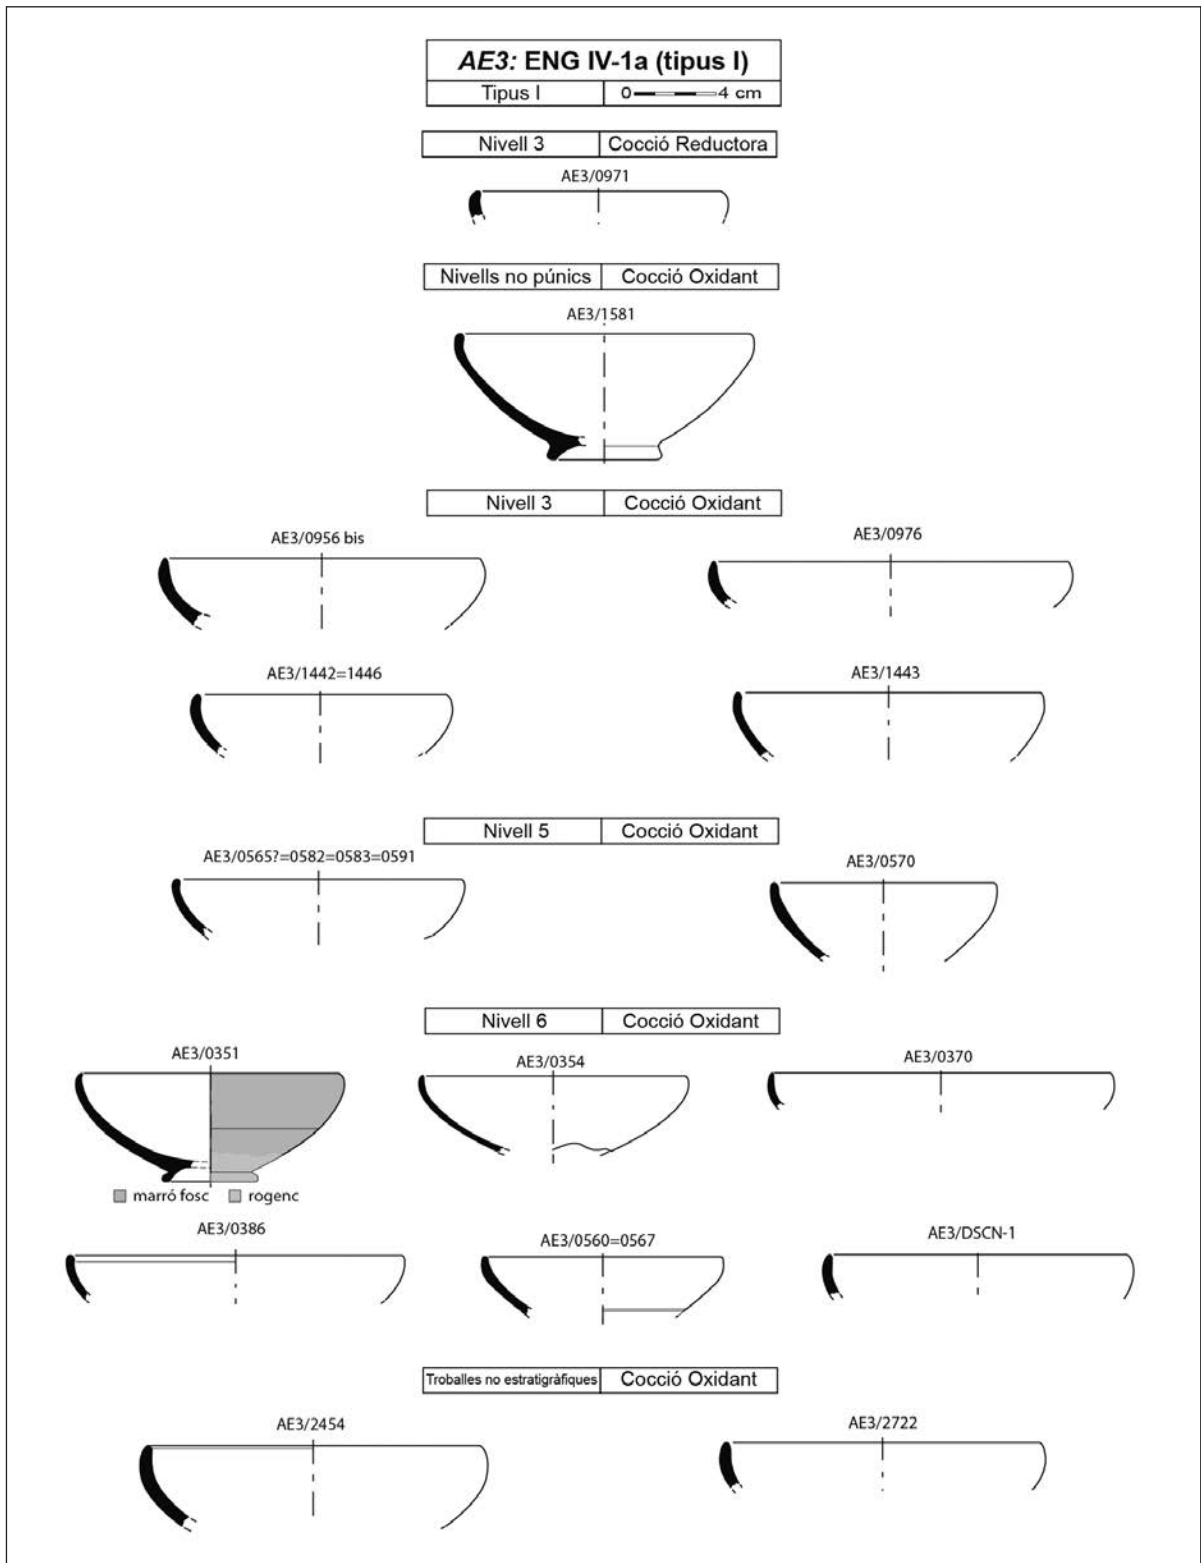 AE3: ENG IV-1a (tipus I)
Tipus I 0 4 cm
Nivell 3 Cocció Reductora
AE3/0971
Nivells no púnics Cocció Oxidant
AE3/1581
Nivell 3 Cocció Oxidant
AE3/0956 bis AE3/0976
AE3/1442=1446 AE3/1443
Nivell 5 Cocció Oxidant
AE3/0565?=0582=0583=0591 AE3/0570
Nivell 6 Cocció Oxidant
AE3/0351 AE3/0354 AE3/0370
marró fosc rogenc
AE3/0386 AE3/0560=0567 AE3/DSCN-1
Troballes no estratigràfiques Cocció Oxidant
AE3/2454 AE3/2722